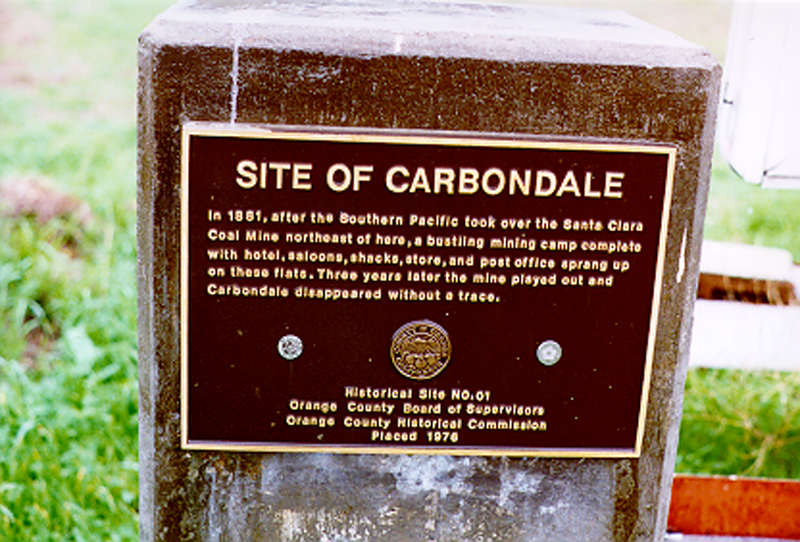 SITE OF CARBONDALE
In 1881, after the Southern Pacific took over the Santa Clara
Coal Mine northeast of here, a bustling mining camp complete
with hotel, saloons, shacks, store, and post office sprang up
on these flats. Three years later the mine played out and
Carbondale disappeared without a trace.
Historical Site NO. 01
Orange County Board of Supervisors
Orange County Historical Commission
Placed 1976